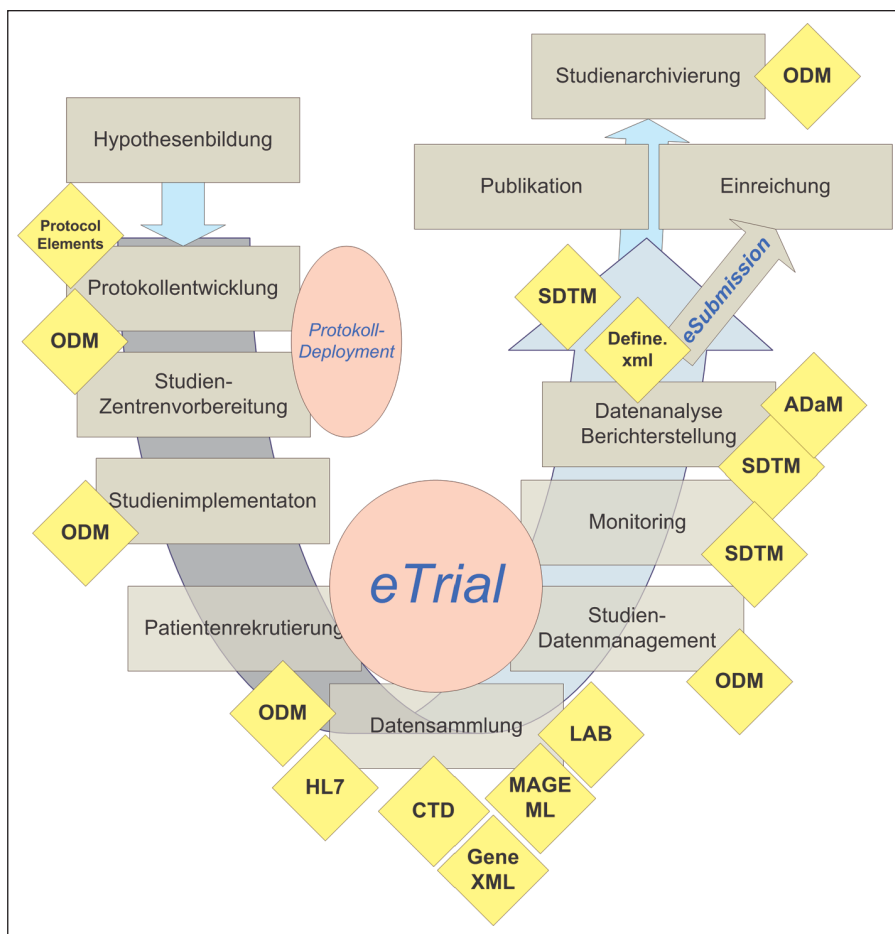 Studienarchivierung
ODM
Hypothesenbildung
Publikation
Einreichung
Protocol
Elements
Protokollentwicklung
ODM
Protokoll-
Deployment
Studien-
Zentrenvorbereitung
SDTM
Define.
xml
eSubmission
Datenanalyse
Berichterstellung
ADaM
SDTM
Studienimplementaton
ODM
Monitoring
SDTM
eTrial
Patientenrekrutierung
Studien-
Datenmanagement
ODM
ODM
Datensammlung
LAB
HL7
CTD
MAGE
ML
Gene
XML